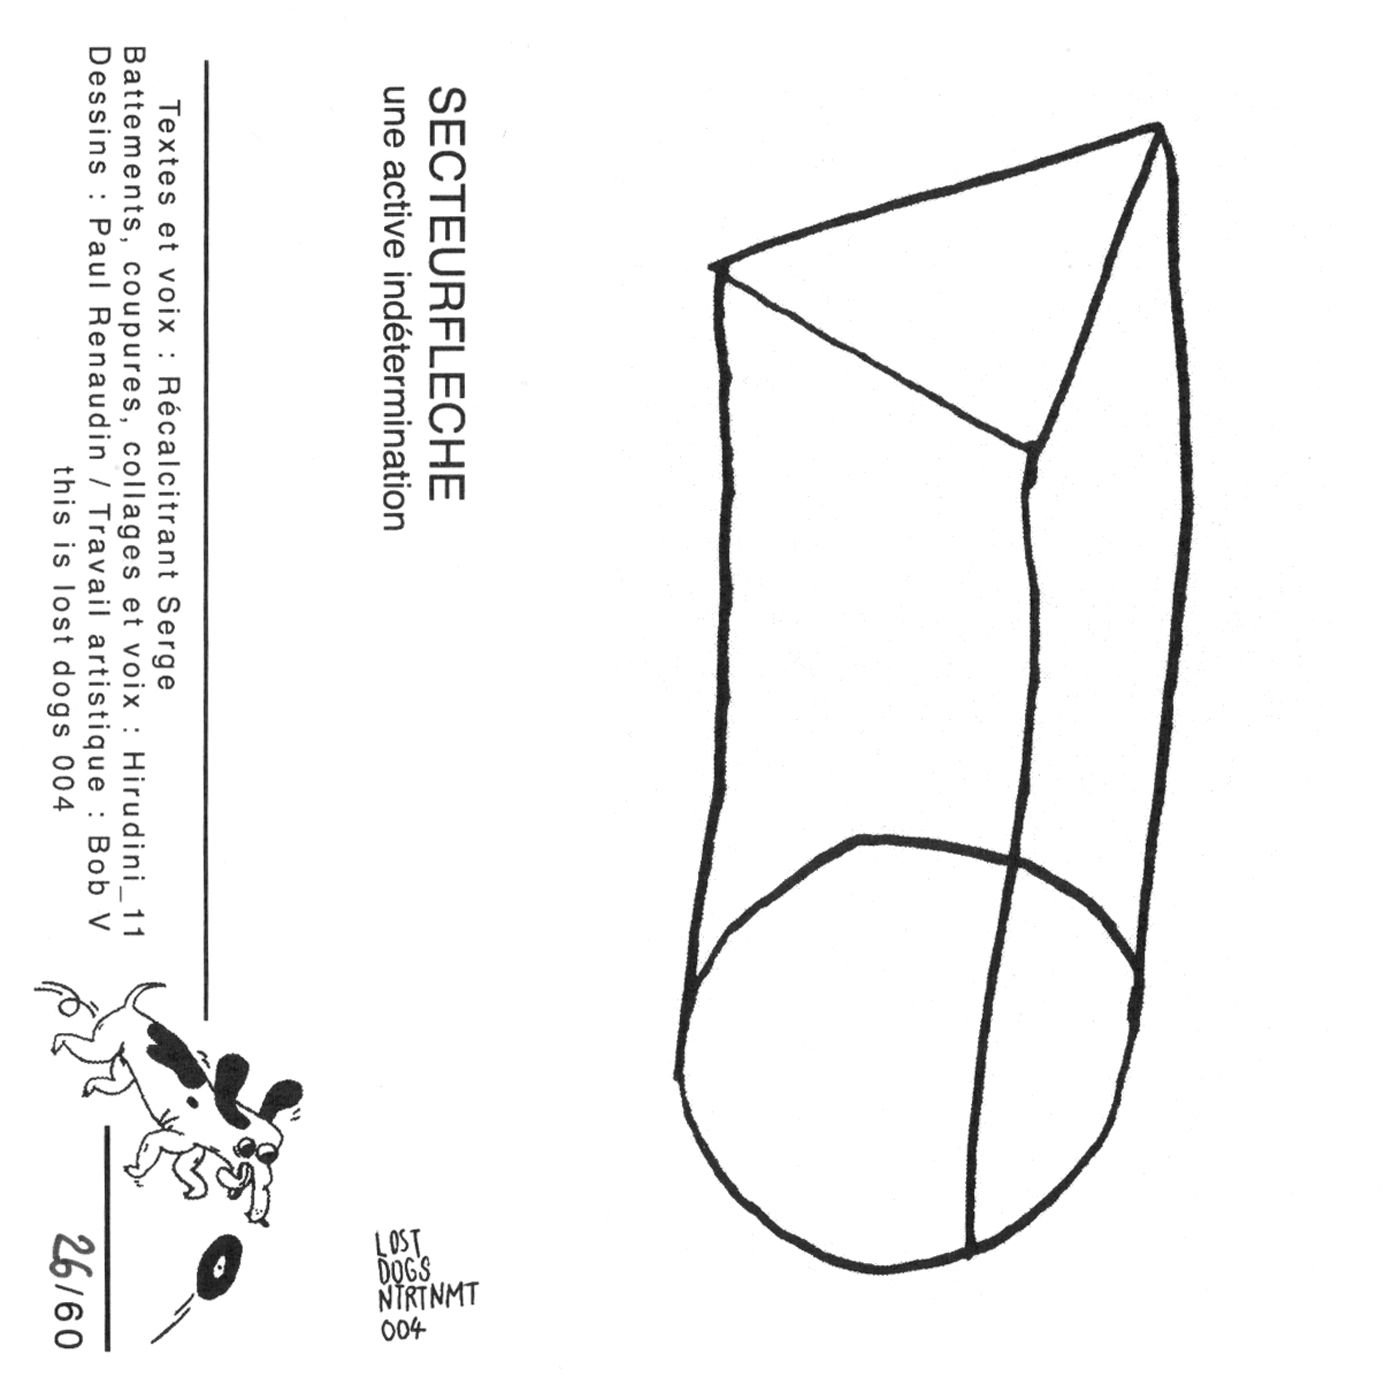 SECTEURFLECHE
une active indétermination
Textes et voix : Récalcitrant Serge
Battements, coupures, collages et voix : Hirudini_11
Dessins : Paul Renaudin / Travail artistique : Bob V
this is lost dogs 004
26/60
LOST
DOGS
NTRTNMT
004